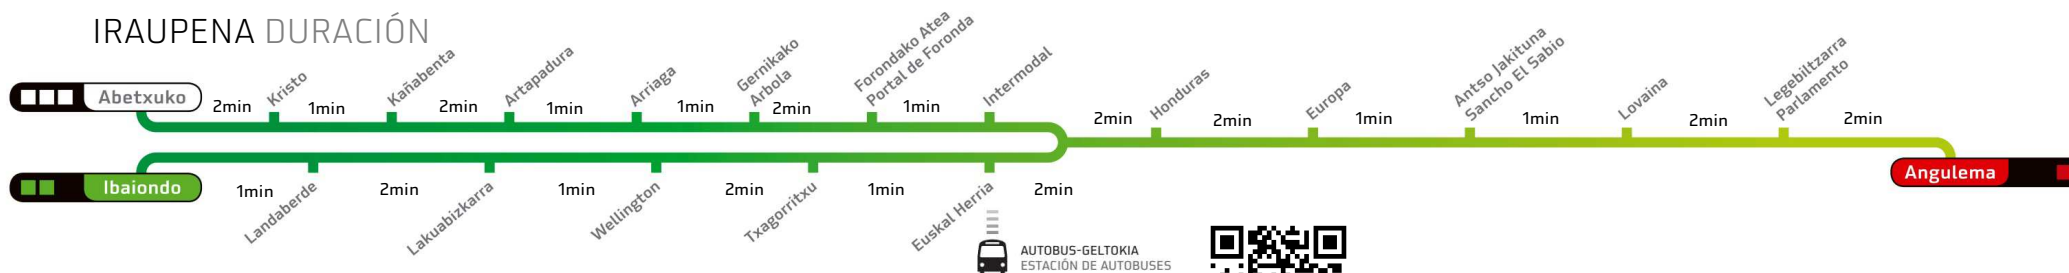 IRAUPENA DURACIÓN
Abetxuko
2min
Kristo
1min
Kañabenta
2min
Artapadura
1min
Arriaga
1min
Gernikako
Arbola
2min
Forondako Atea
Portal de Foronda
1min
Intermodal
2min
Honduras
2min
Europa
1min
Antso Jakituna
Sancho El Sabio
1min
Lovaina
2min
Legebiltzarra
Parlamento
2min
Angulema
Ibaiondo
1min
Landaberde
2min
Lakuabizkarra
1min
Wellington
2min
Txagorritxu
1min
Euskal Herria
2min
AUTOBUS-GELTOKIA
ESTACIÓN DE AUTOBUSES